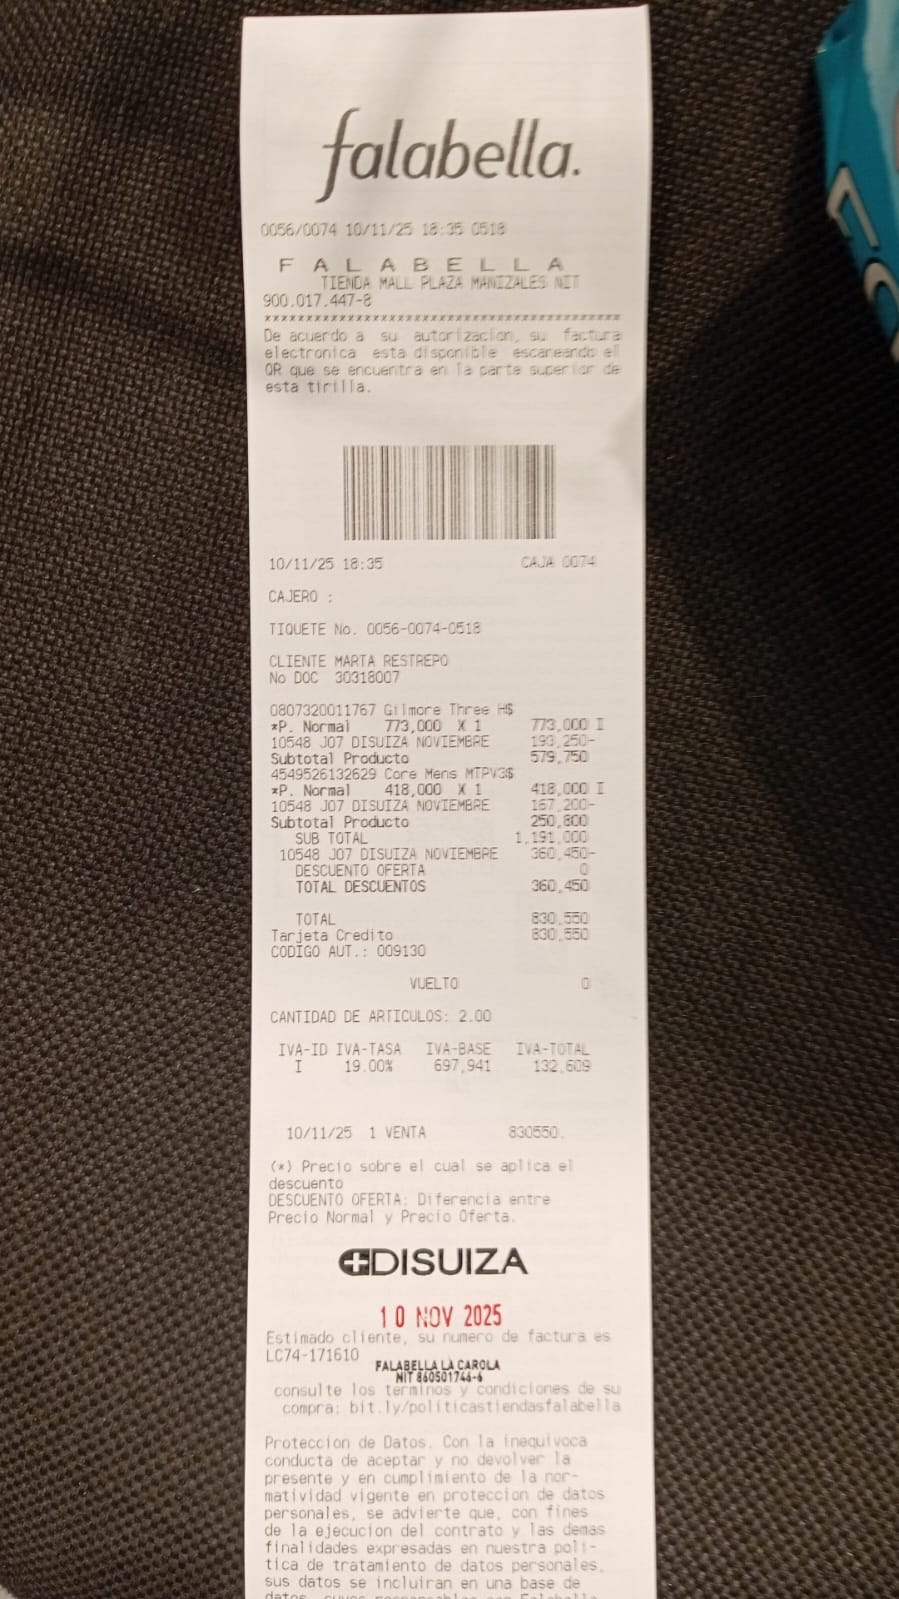 falabella.
0056/0074 10/11/25 18:35 0518
F A L A B E L L A
TIENDA MALL PLAZA MANIZALES NIT
900.017.447-8
xxxxxxxxxxxxxxxxxxxxxxxxxxxxxxxxxxxxxxxxxxx
De acuerdo a su autorizacion, su factura
electronica esta disponible escaneando el
QR que se encuentra en la parte superior de
esta tirilla.
10/11/25 18:35 CAJA 0074
CAJERO :
TIQUETE No. 0056-0074-0518
CLIENTE MARTA RESTREPO
No DOC 30318007
0807320011767 Gilmore Three H$
*P. Normal 773,000 X 1 773,000 I
10548 J07 DISUIZA NOVIEMBRE 193,250-
Subtotal Producto 579,750
4549526132629 Core Mens MTPV3$
*P. Normal 418,000 X 1 418,000 I
10548 J07 DISUIZA NOVIEMBRE 167,200-
Subtotal Producto 250,800
SUB TOTAL 1,191,000
10548 J07 DISUIZA NOVIEMBRE 360,450-
DESCUENTO OFERTA 0
TOTAL DESCUENTOS 360,450
TOTAL 830,550
Tarjeta Credito 830,550
CODIGO AUT.: 009130
VUELTO 0
CANTIDAD DE ARTICULOS: 2.00
IVA-ID IVA-TASA IVA-BASE IVA-TOTAL
I 19.00% 697,941 132,609
10/11/25 1 VENTA 830550.
(*) Precio sobre el cual se aplica el
descuento
DESCUENTO OFERTA: Diferencia entre
Precio Normal y Precio Oferta.
DISUIZA
10 NOV 2025
Estimado cliente, su numero de factura es
LC74-171610
FALABELLA LA CAROLA
NIT 860501746-6
consulte los terminos y condiciones de su
compra: bit.ly/politicastiendasfalabella
Proteccion de Datos. Con la inequivoca
conducta de aceptar y no devolver la
presente y en cumplimiento de la nor-
matividad vigente en proteccion de datos
personales, se advierte que, con fines
de la ejecucion del contrato y las demas
finalidades expresadas en nuestra poli-
tica de tratamiento de datos personales,
sus datos se incluiran en una base de